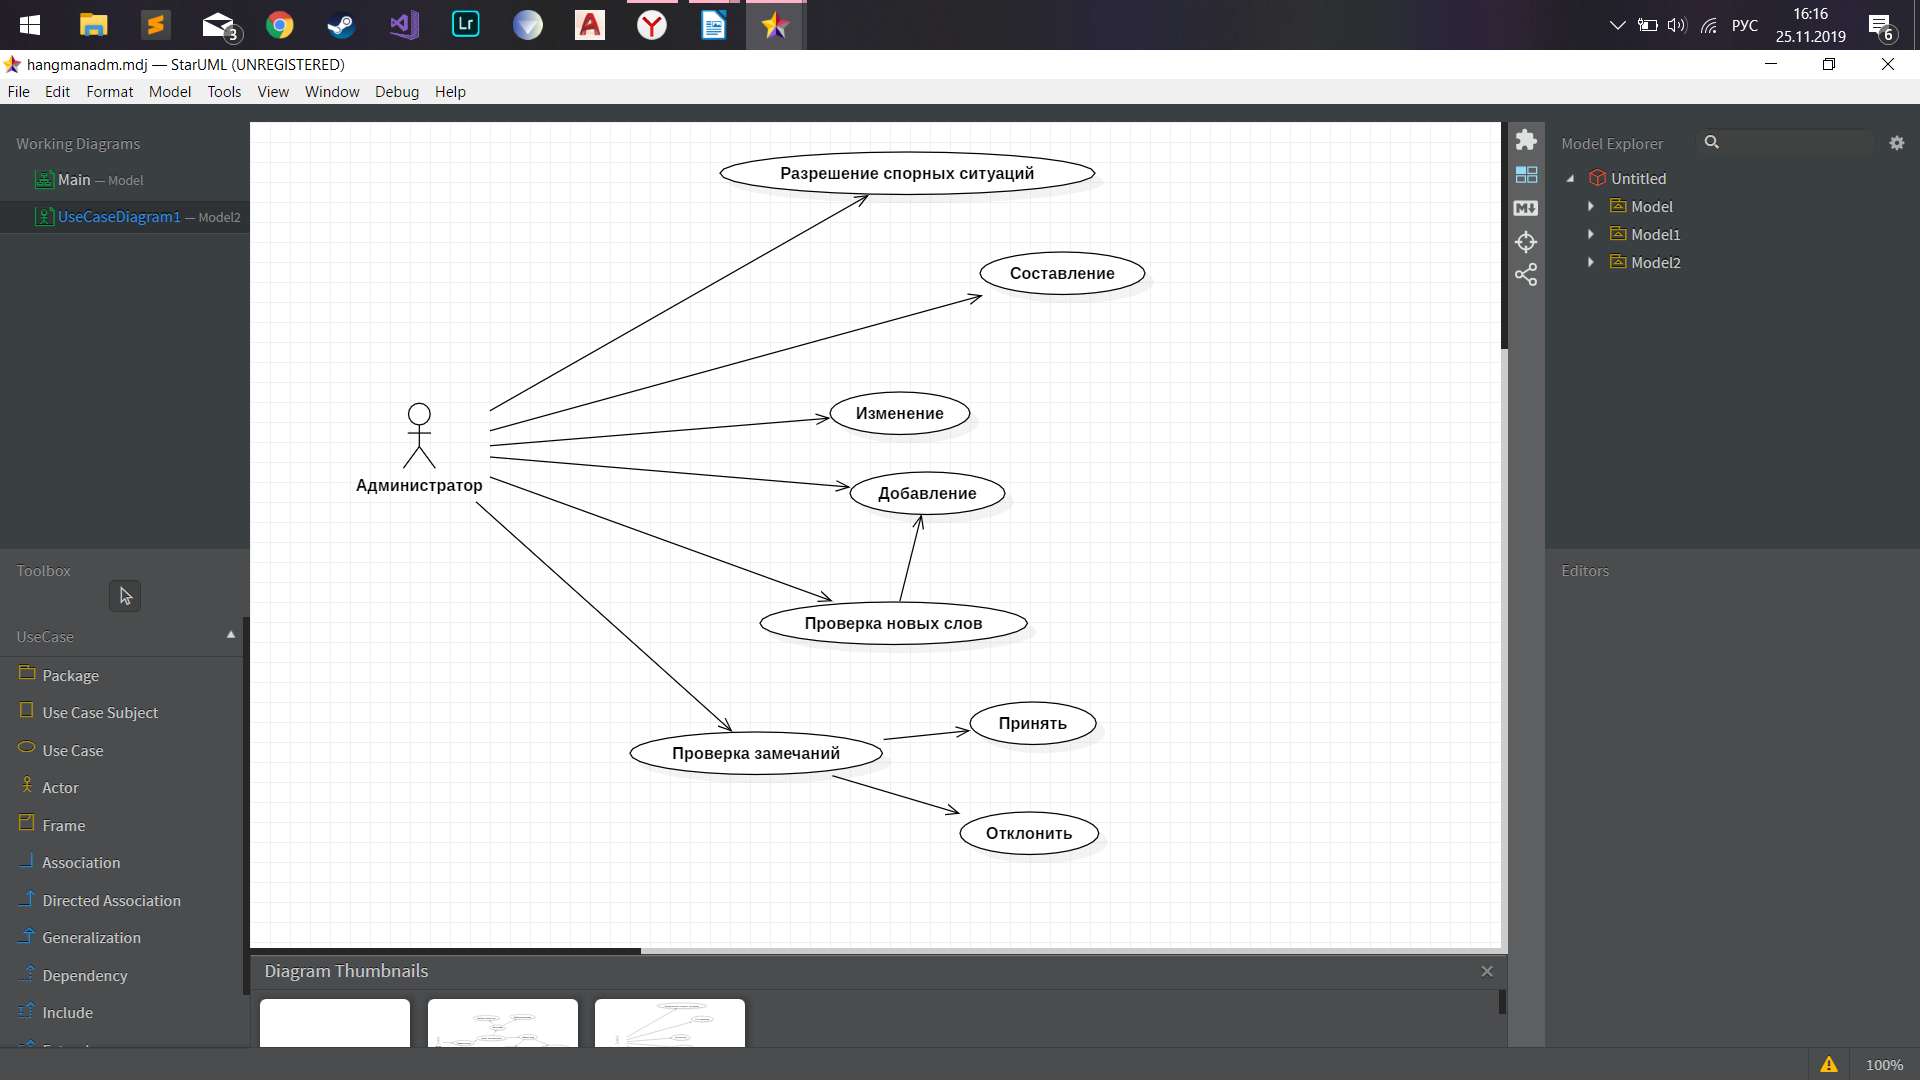 3
РУС
16:16
25.11.2019
6
hangmanadm.mdj — StarUML (UNREGISTERED)
File Edit Format Model Tools View Window Debug Help
Working Diagrams
Main — Model
UseCaseDiagram1 — Model2
Toolbox
UseCase
Package
Use Case Subject
Use Case
Actor
Frame
Association
Directed Association
Generalization
Dependency
Include
Разрешение спорных ситуаций
Составление
Изменение
Добавление
Администратор
Проверка новых слов
Принять
Проверка замечаний
Отклонить
Diagram Thumbnails
Model Explorer
Untitled
Model
Model1
Model2
Editors
100%